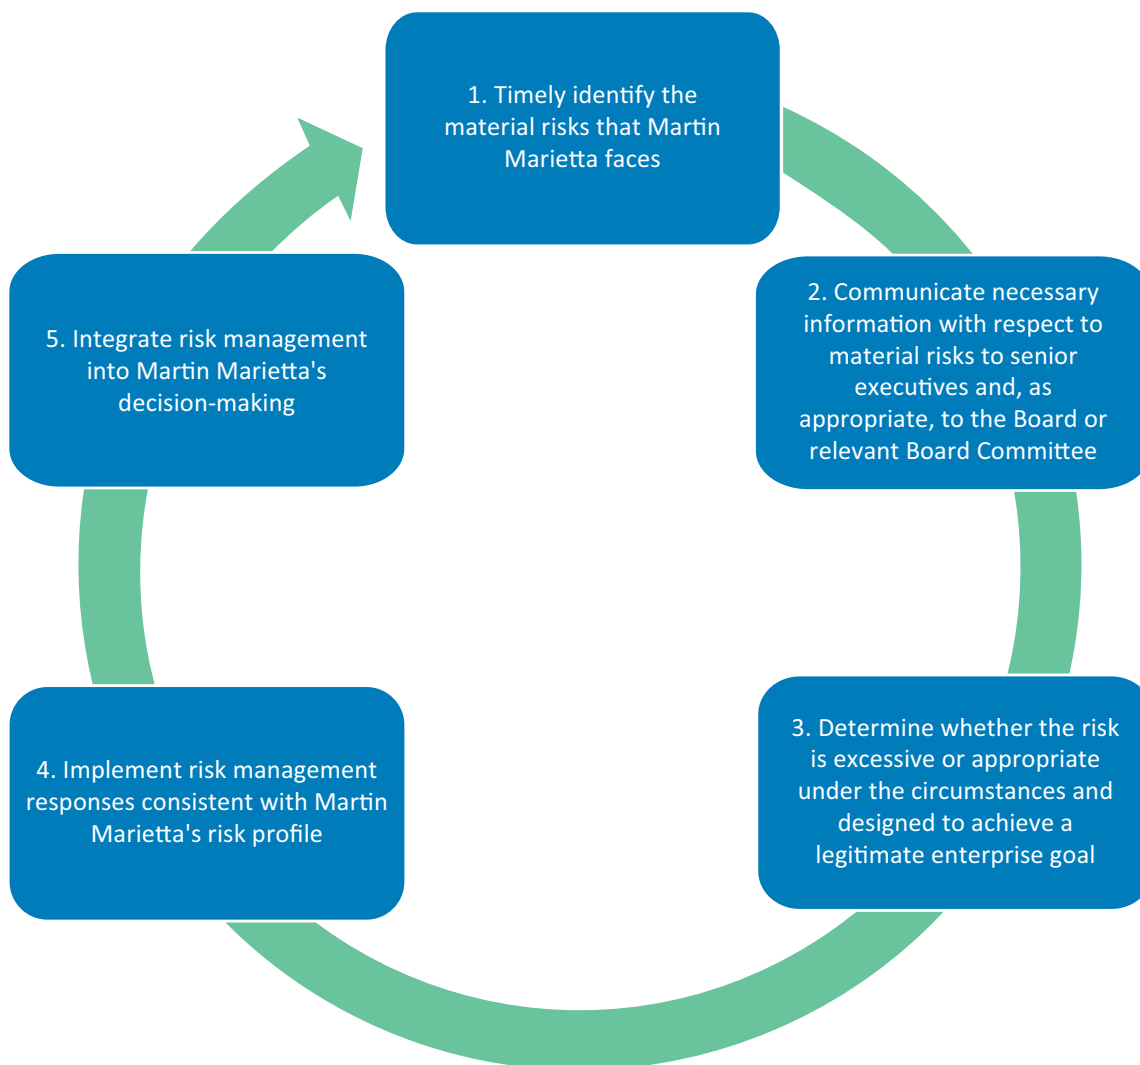 1. Timely identify the
material risks that Martin
Marietta faces
2. Communicate necessary
information with respect to
material risks to senior
executives and, as
appropriate, to the Board or
relevant Board Committee
3. Determine whether the risk
is excessive or appropriate
under the circumstances and
designed to achieve a
legitimate enterprise goal
4. Implement risk management
responses consistent with Martin
Marietta's risk profile
5. Integrate risk management
into Martin Marietta's
decision-making